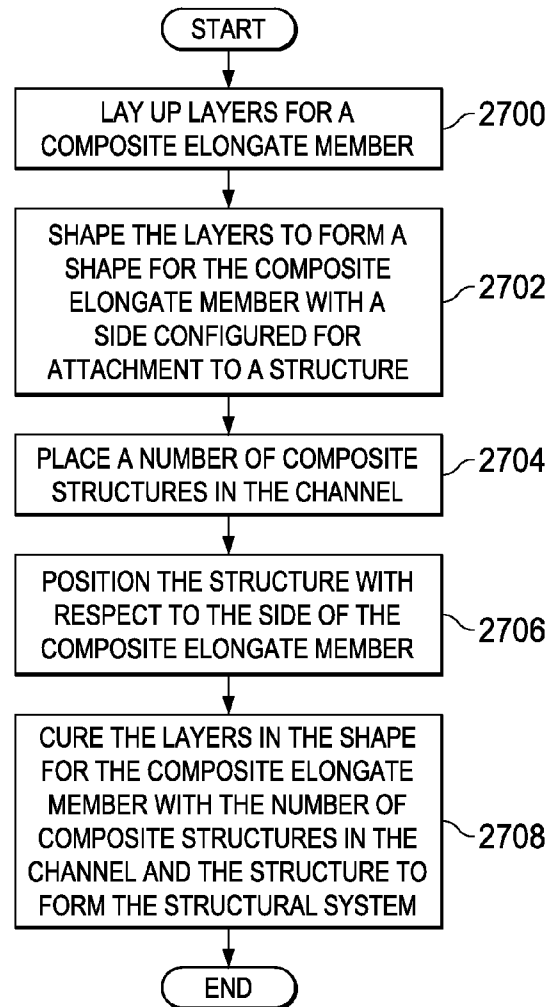 START
LAY UP LAYERS FOR A
COMPOSITE ELONGATE MEMBER
2700
SHAPE THE LAYERS TO FORM A
SHAPE FOR THE COMPOSITE
ELONGATE MEMBER WITH A
SIDE CONFIGURED FOR
ATTACHMENT TO A STRUCTURE
2702
PLACE A NUMBER OF COMPOSITE
STRUCTURES IN THE CHANNEL
2704
POSITION THE STRUCTURE WITH
RESPECT TO THE SIDE OF THE
COMPOSITE ELONGATE MEMBER
2706
CURE THE LAYERS IN THE SHAPE
FOR THE COMPOSITE ELONGATE
MEMBER WITH THE NUMBER OF
COMPOSITE STRUCTURES IN THE
CHANNEL AND THE STRUCTURE TO
FORM THE STRUCTURAL SYSTEM
2708
END